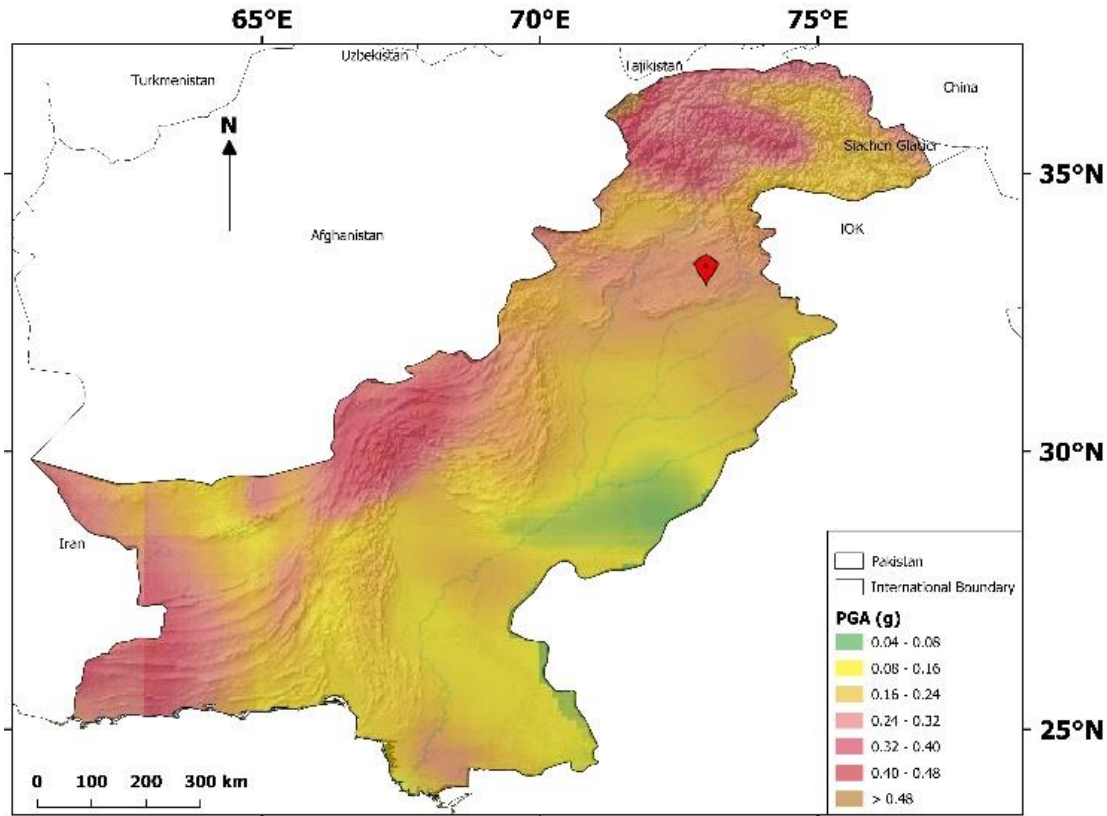 65°E 70°E 75°E
Uzbekistan
Turkmenistan
Tajikistan
China
N
Siachen Glacier
35°N
Afghanistan
IOK
30°N
Iran
Pakistan
International Boundary
PGA (g)
0.04 - 0.08
0.08 - 0.16
0.16 - 0.24
0.24 - 0.32
0.32 - 0.40
0.40 - 0.48
> 0.48
25°N
0 100 200 300 km